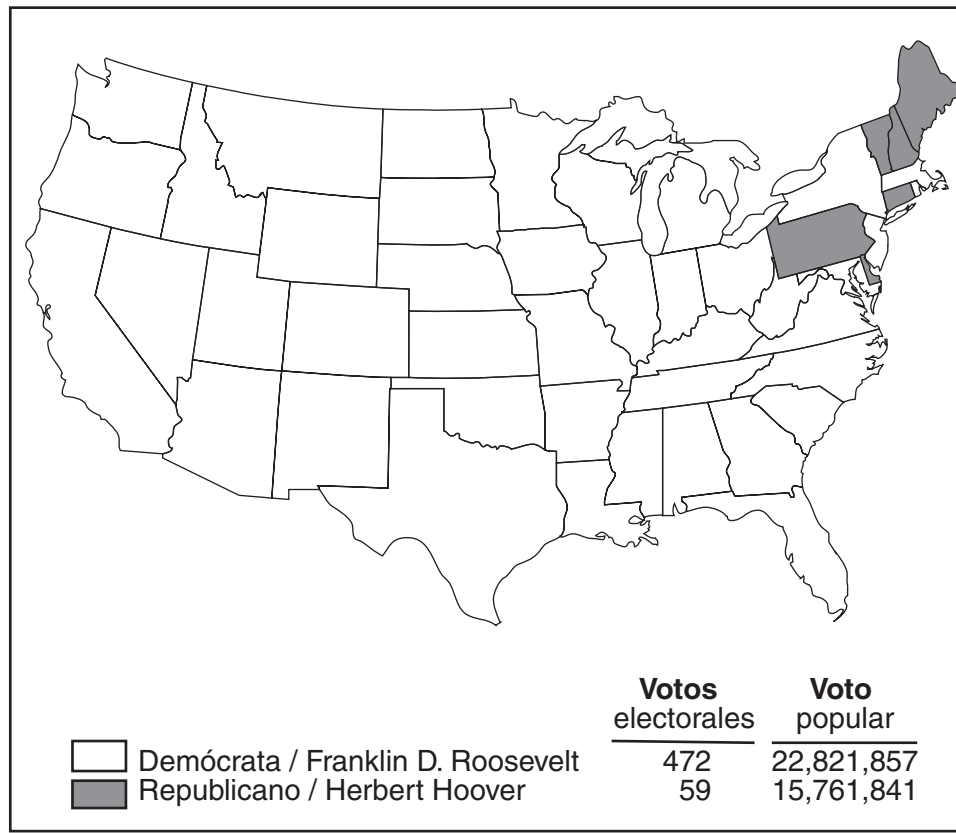 Votos Voto
electorales popular
Demócrata / Franklin D. Roosevelt 472 22,821,857
Republicano / Herbert Hoover 59 15,761,841